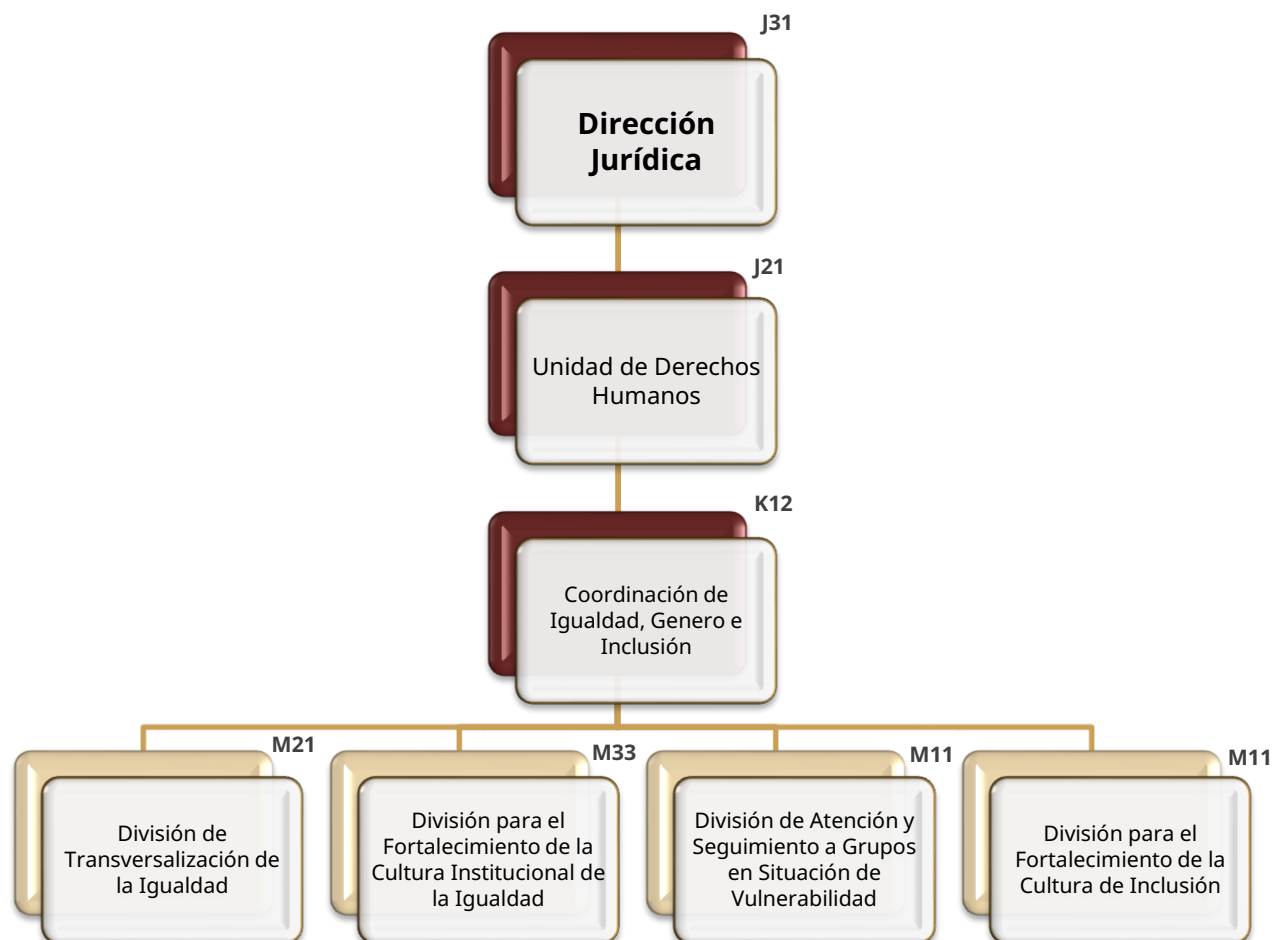 J31
Dirección
Jurídica
J21
Unidad de Derechos
Humanos
K12
Coordinación de
Igualdad, Genero e
Inclusión
M21
División de
Transversalización de
la Igualdad
M33
División para el
Fortalecimiento de la
Cultura Institucional de
la Igualdad
M11
División de Atención y
Seguimiento a Grupos
en Situación de
Vulnerabilidad
M11
División para el
Fortalecimiento de la
Cultura de Inclusión